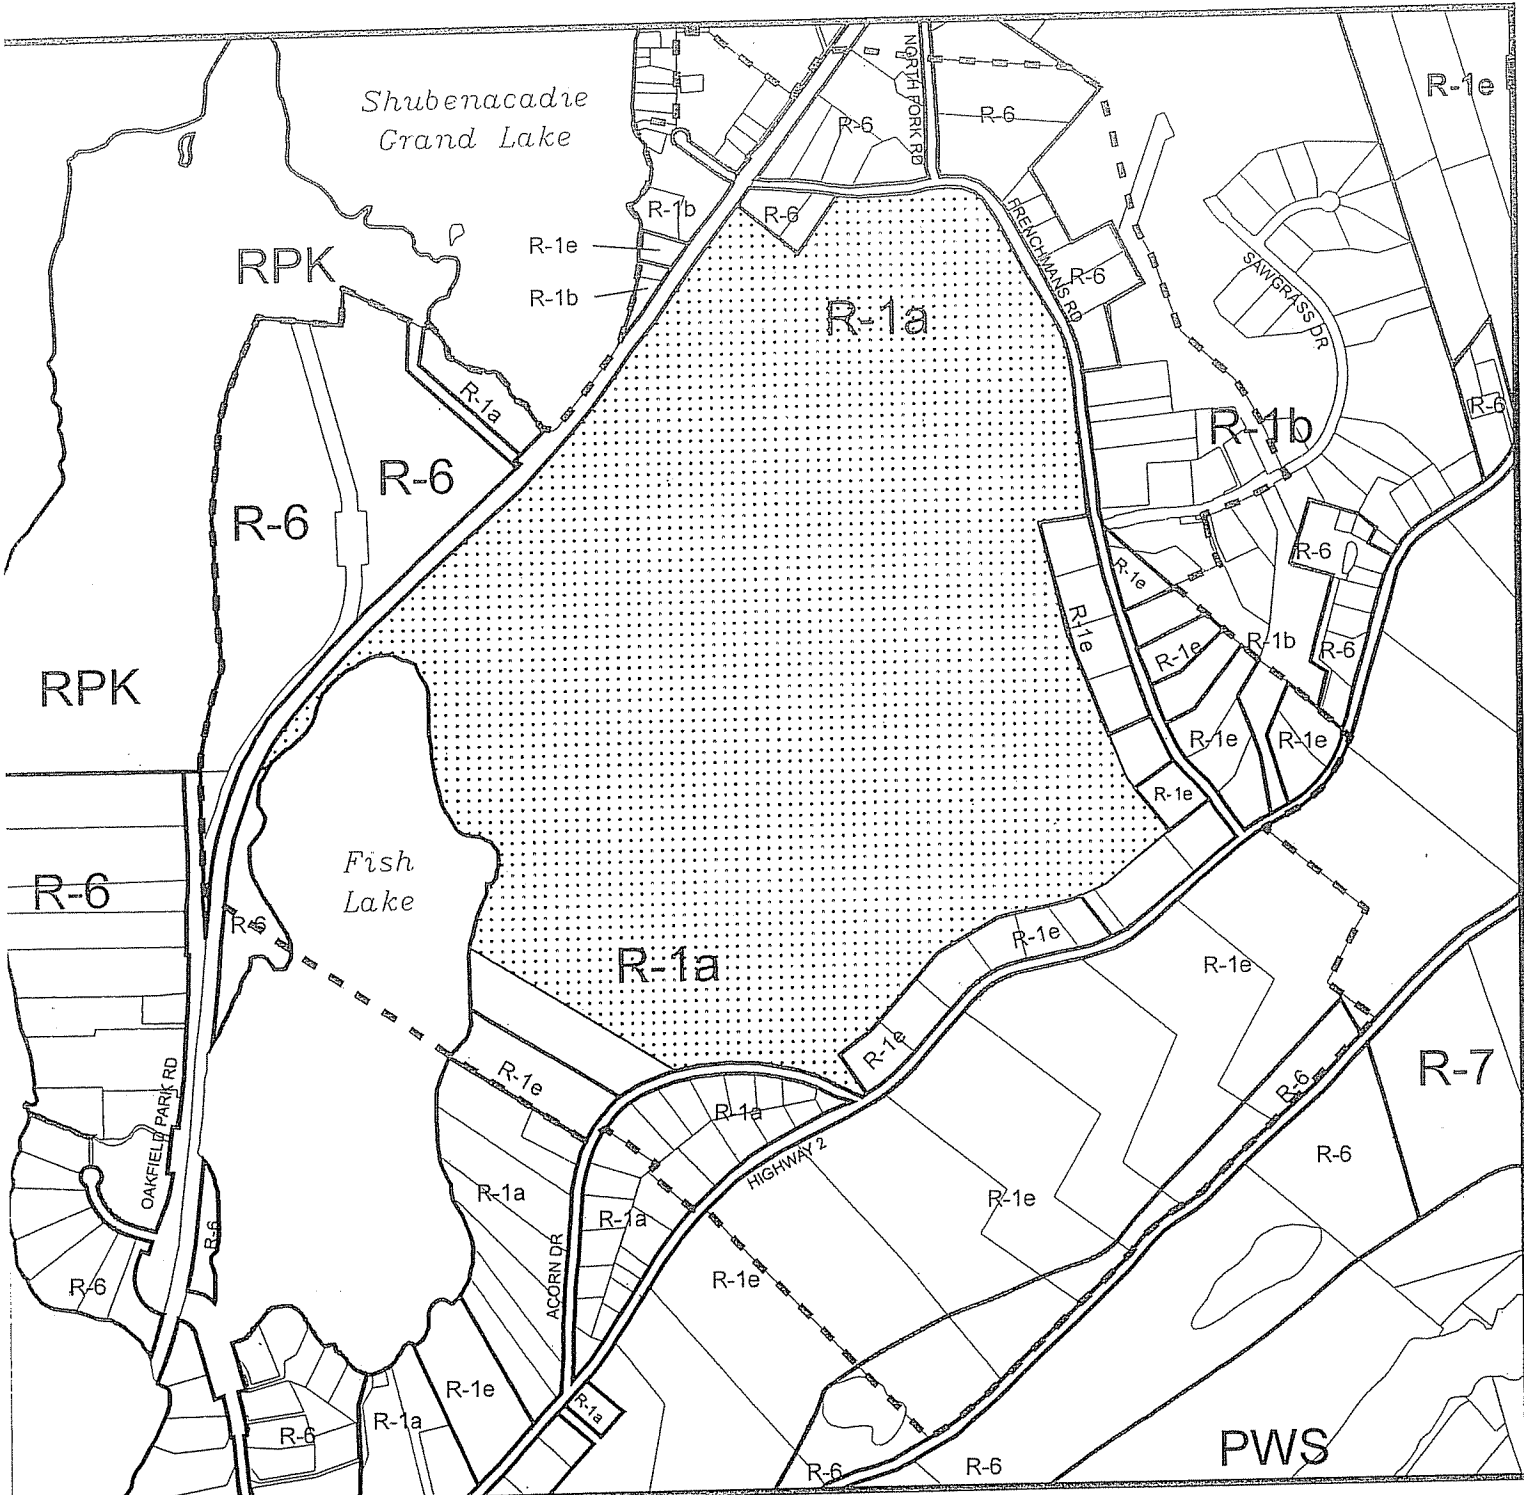 Shubenacadie
Grand Lake
NORTH FORK RD
R-1e
R-6
R-6
R-1b
R-6
R-1e
RPK
FRENCHMANS RD
R-6
SAWGRASS DR
R-1b
R-1a
R-1a
R-6
R-1b
R-6
R-6
R-6
R-1e
R-1e
R-1e
R-1b
R-6
RPK
R-1e
R-1e
R-1e
Fish
Lake
R-6
R-6
R-1e
R-1a
R-1e
R-1e
R-1e
R-7
R-6
R-1a
OAKFIELD PARK RD
HIGHWAY 2
R-6
R-1a
R-1e
R-1a
R-6
ACORN DR
R-1e
R-6
R-1e
R-1a
R-1a
R-6
PWS
R-6
R-6